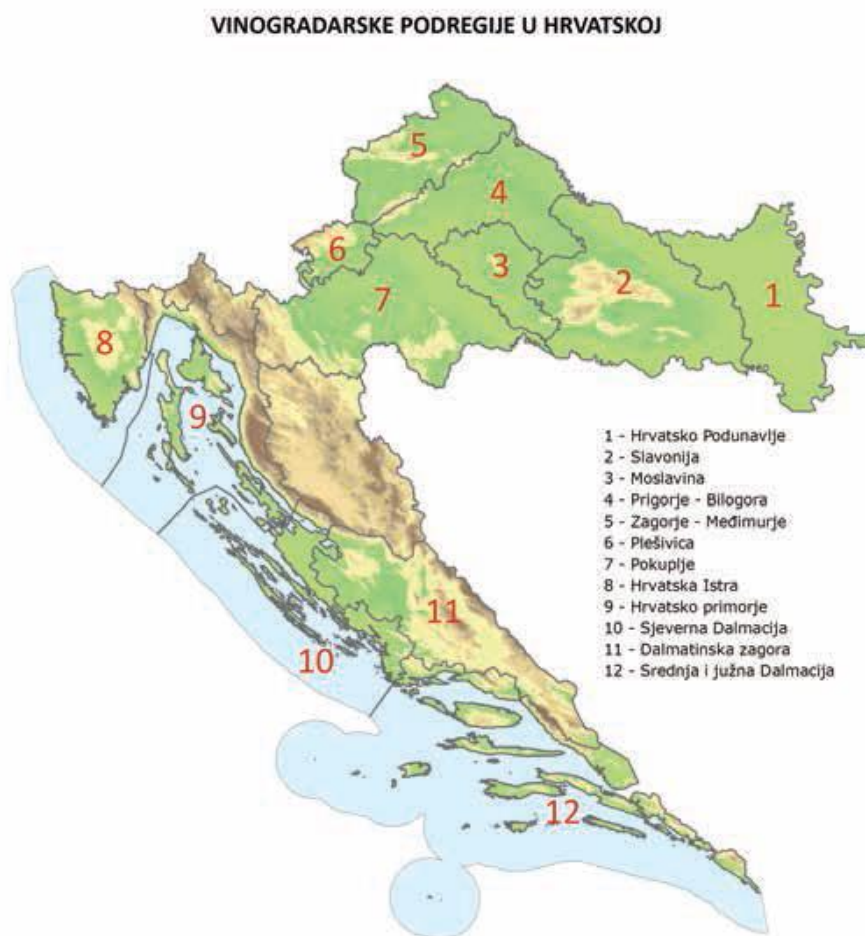 VINOGRADARSKE PODREGIJE U HRVATSKOJ
5
4
6
3
2
7
1
8
9
1 - Hrvatsko Podunavlje
2 - Slavonija
3 - Moslavina
4 - Prigorje - Bilogora
5 - Zagorje - Međimurje
6 - Plešivica
7 - Pokuplje
8 - Hrvatska Istra
9 - Hrvatsko primorje
10 - Sjeverna Dalmacija
11 - Dalmatinska zagora
12 - Srednja i južna Dalmacija
11
10
12